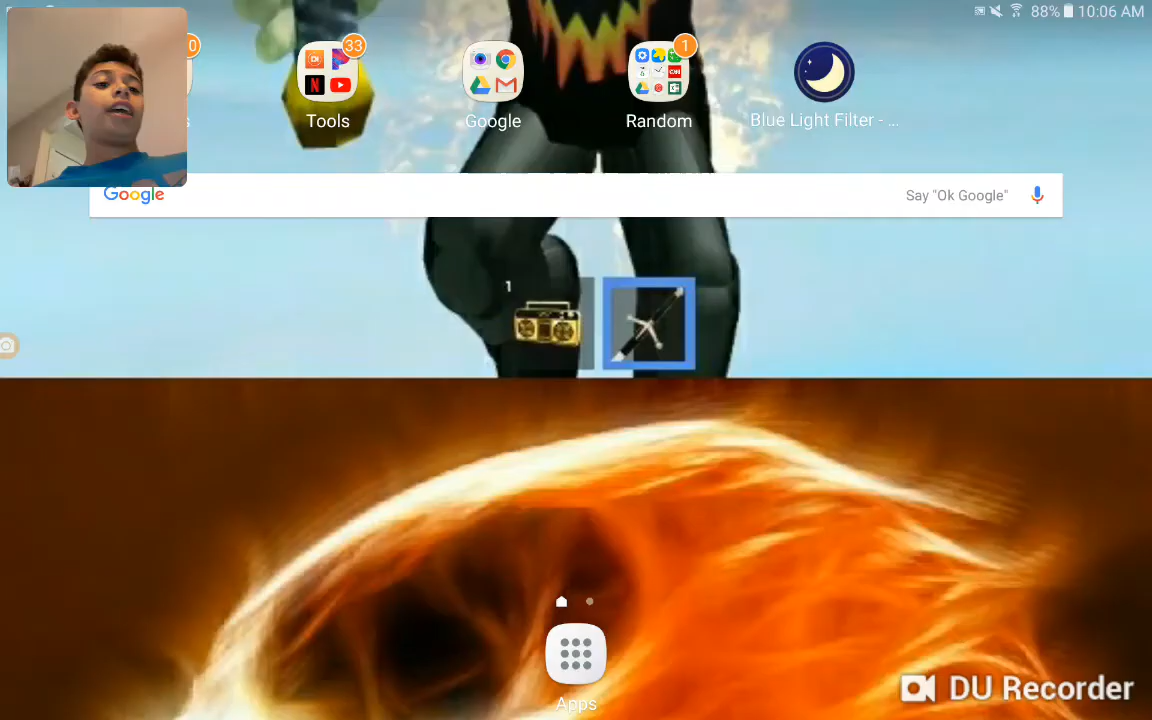 88% 10:06 AM
0
33
1
s
Tools
Google
Random
Blue Light Filter - ...
Google
Say "Ok Google"
1
Apps
DU Recorder